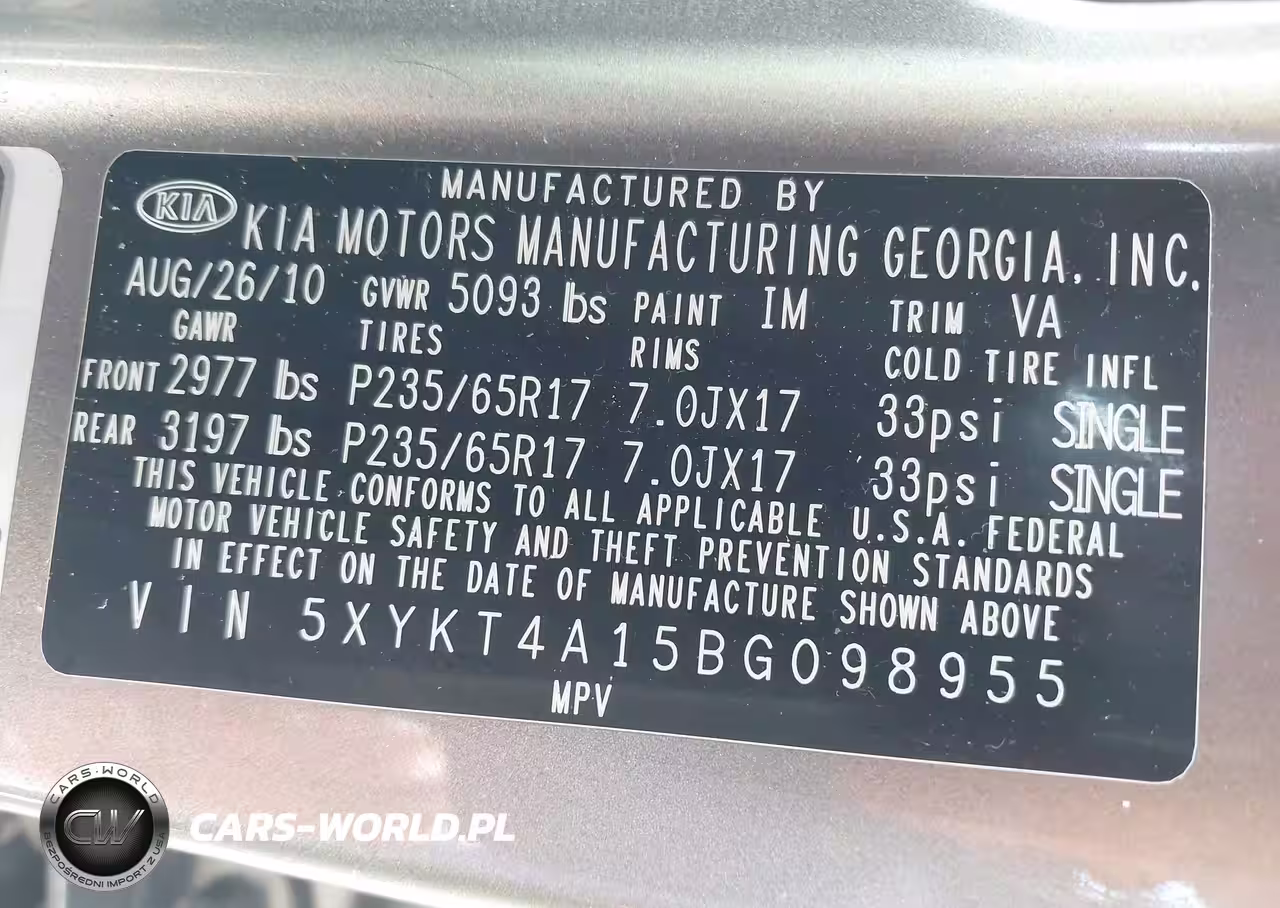 MANUFACTURED BY
KIA KIA MOTORS MANUFACTURING GEORGIA, INC.
AUG/26/10 GVWR 5093 lbs PAINT IM TRIM VA
GAWR TIRES RIMS COLD TIRE INFL
FRONT 2977 lbs P235/65R17 7.0JX17 33psi SINGLE
REAR 3197 lbs P235/65R17 7.0JX17 33psi SINGLE
THIS VEHICLE CONFORMS TO ALL APPLICABLE U.S.A. FEDERAL
MOTOR VEHICLE SAFETY AND THEFT PREVENTION STANDARDS
IN EFFECT ON THE DATE OF MANUFACTURE SHOWN ABOVE
VIN 5XYKT4A15BG098955
MPV
CARS-WORLD
CW
BEZPOŚREDNI IMPORT Z USA
CARS-WORLD.PL